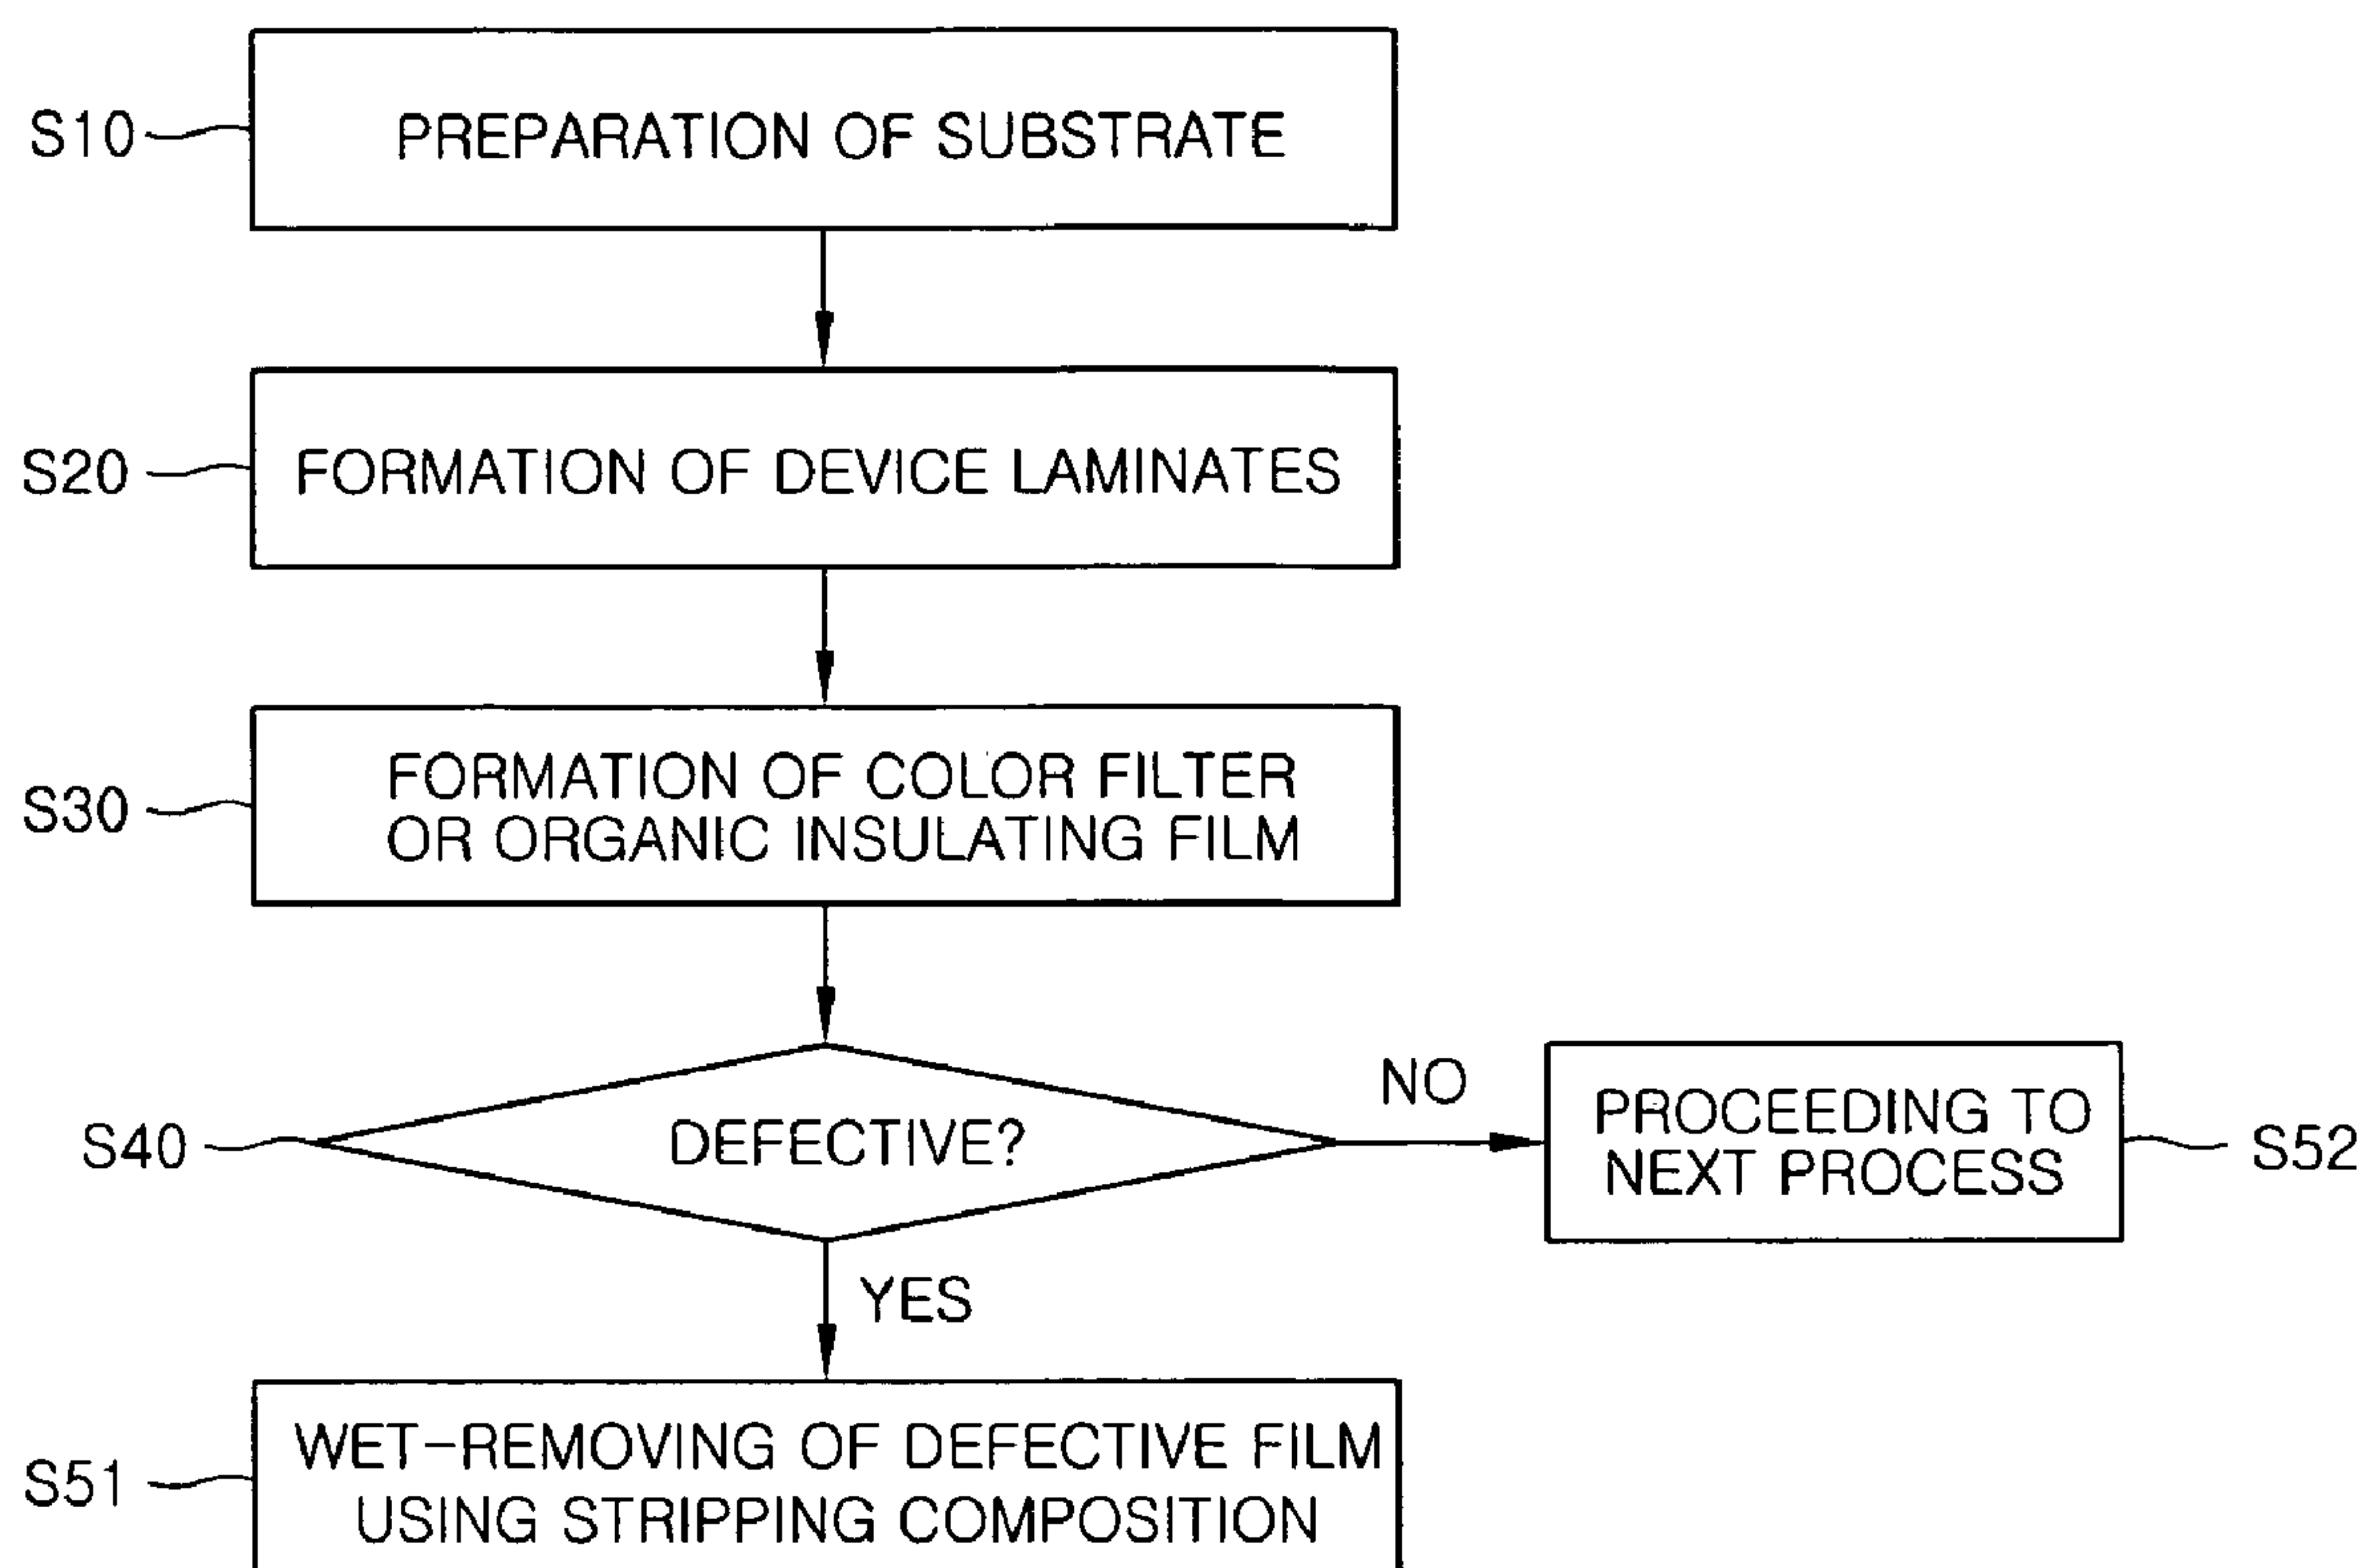 S10
PREPARATION OF SUBSTRATE
S20
FORMATION OF DEVICE LAMINATES
S30
FORMATION OF COLOR FILTER
OR ORGANIC INSULATING FILM
S40
DEFECTIVE?
NO
PROCEEDING TO
NEXT PROCESS
S52
YES
S51
WET-REMOVING OF DEFECTIVE FILM
USING STRIPPING COMPOSITION